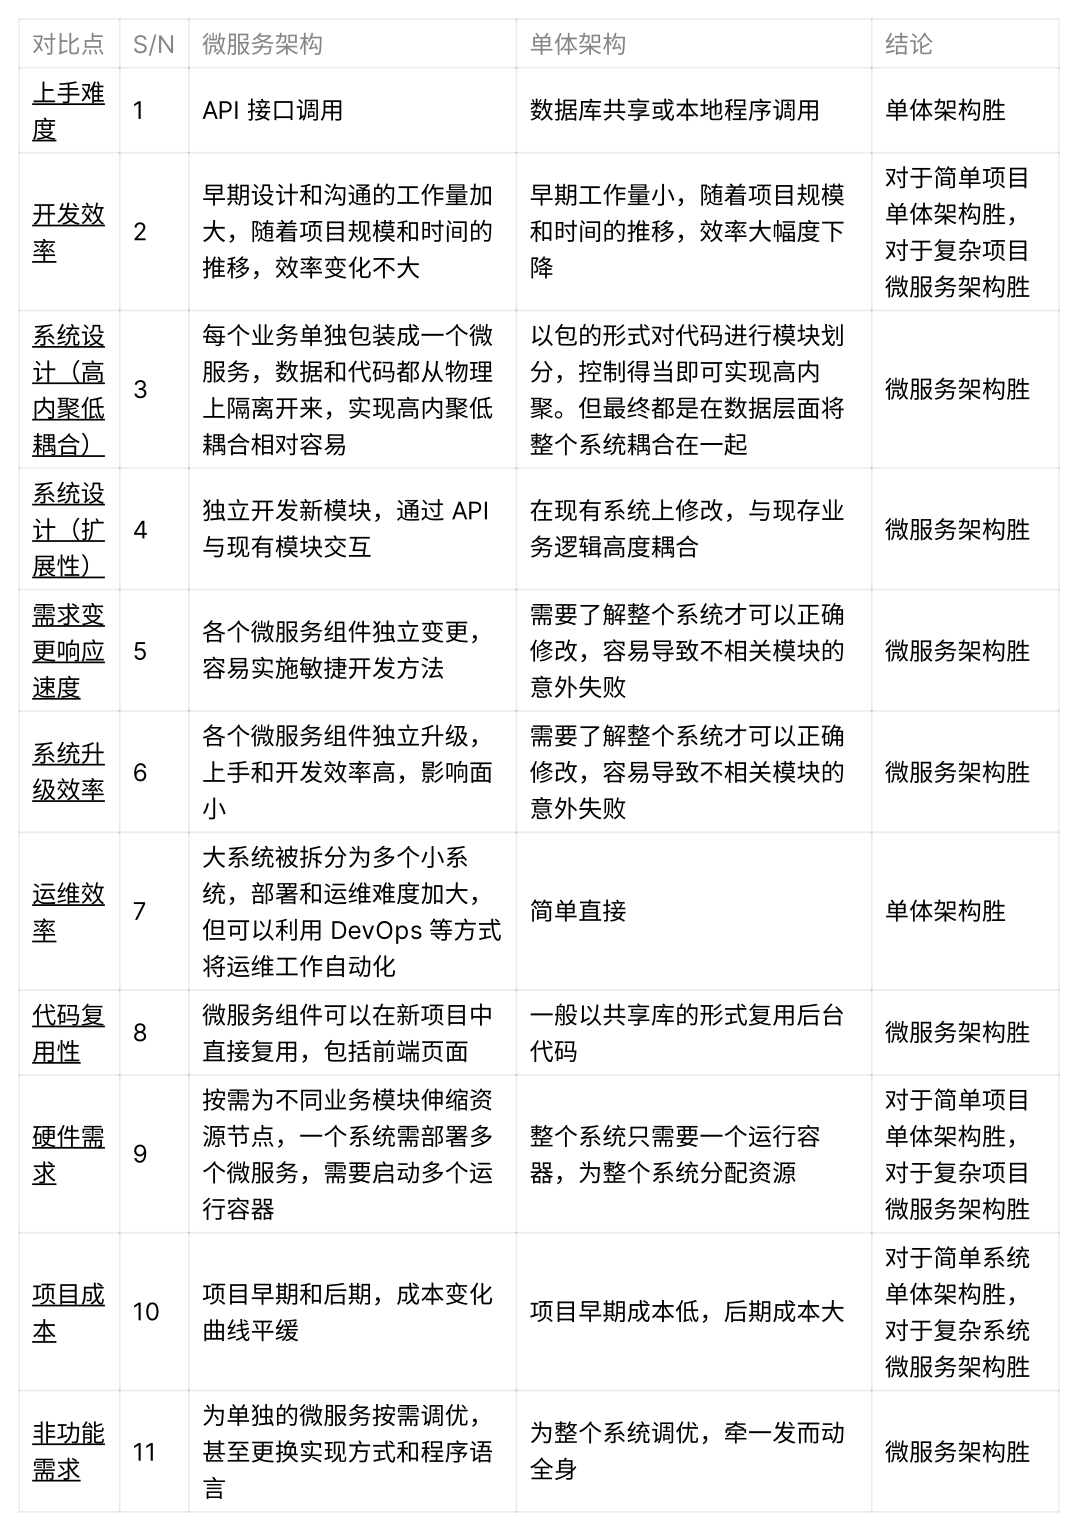 对比点 S/N 微服务架构 单体架构 结论
上手难
度
1
API 接口调用
数据库共享或本地程序调用
单体架构胜
开发效
率
2
早期设计和沟通的工作量加
大，随着项目规模和时间的
推移，效率变化不大
早期工作量小，随着项目规模
和时间的推移，效率大幅度下
降
对于简单项目
单体架构胜，
对于复杂项目
微服务架构胜
系统设
计（高
内聚低
耦合）
3
每个业务单独包装成一个微
服务，数据和代码都从物理
上隔离开来，实现高内聚低
耦合相对容易
以包的形式对代码进行模块划
分，控制得当即可实现高内
聚。但最终都是在数据层面将
整个系统耦合在一起
微服务架构胜
系统设
计（扩
展性）
4
独立开发新模块，通过 API
与现有模块交互
在现有系统上修改，与现存业
务逻辑高度耦合
微服务架构胜
需求变
更响应
速度
5
各个微服务组件独立变更，
容易实施敏捷开发方法
需要了解整个系统才可以正确
修改，容易导致不相关模块的
意外失败
微服务架构胜
系统升
级效率
6
各个微服务组件独立升级，
上手和开发效率高，影响面
小
需要了解整个系统才可以正确
修改，容易导致不相关模块的
意外失败
微服务架构胜
运维效
率
7
大系统被拆分为多个小系
统，部署和运维难度加大，
但可以利用 DevOps 等方式
将运维工作自动化
简单直接
单体架构胜
代码复
用性
8
微服务组件可以在新项目中
直接复用，包括前端页面
一般以共享库的形式复用后台
代码
微服务架构胜
硬件需
求
9
按需为不同业务模块伸缩资
源节点，一个系统需部署多
个微服务，需要启动多个运
行容器
整个系统只需要一个运行容
器，为整个系统分配资源
对于简单项目
单体架构胜，
对于复杂项目
微服务架构胜
项目成
本
10
项目早期和后期，成本变化
曲线平缓
项目早期成本低，后期成本大
对于简单系统
单体架构胜，
对于复杂系统
微服务架构胜
非功能
需求
11
为单独的微服务按需调优，
甚至更换实现方式和程序语
言
为整个系统调优，牵一发而动
全身
微服务架构胜